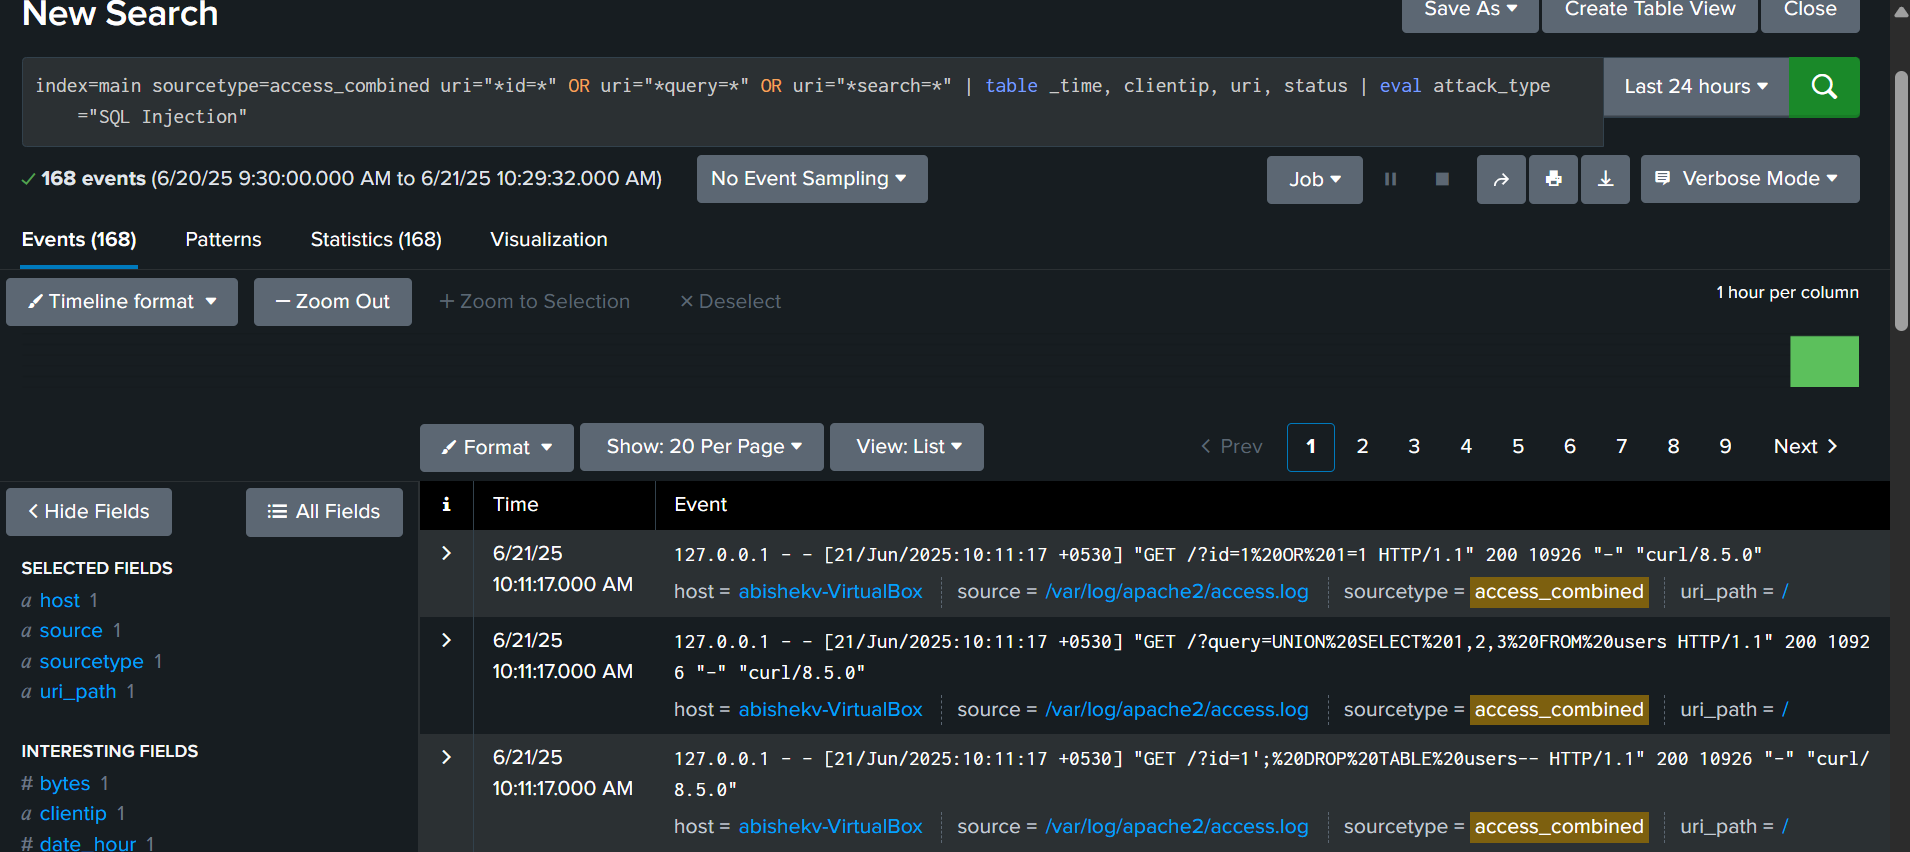 New Search
Save As
Create Table View
Close
index=main sourcetype=access_combined uri="*id=*" OR uri="*query=*" OR uri="*search=*" | table _time, clientip, uri, status | eval attack_type
="SQL Injection"
Last 24 hours
168 events (6/20/25 9:30:00.000 AM to 6/21/25 10:29:32.000 AM)
No Event Sampling
Job
Verbose Mode
Events (168)
Patterns
Statistics (168)
Visualization
Timeline format
Zoom Out
+ Zoom to Selection
× Deselect
1 hour per column
Format
Show: 20 Per Page
View: List
< Prev
1
2
3
4
5
6
7
8
9
Next >
< Hide Fields
All Fields
i
Time
Event
SELECTED FIELDS
a host 1
a source 1
a sourcetype 1
a uri_path 1
INTERESTING FIELDS
# bytes 1
a clientip 1
# date_hour 1
6/21/25
10:11:17.000 AM
127.0.0.1 - - [21/Jun/2025:10:11:17 +0530] "GET /?id=1%20OR%201=1 HTTP/1.1" 200 10926 "-" "curl/8.5.0"
host = abishekv-VirtualBox source = /var/log/apache2/access.log sourcetype = access_combined uri_path = /
6/21/25
10:11:17.000 AM
127.0.0.1 - - [21/Jun/2025:10:11:17 +0530] "GET /?query=UNION%20SELECT%201,2,3%20FROM%20users HTTP/1.1" 200 1092
6 "-" "curl/8.5.0"
host = abishekv-VirtualBox source = /var/log/apache2/access.log sourcetype = access_combined uri_path = /
6/21/25
10:11:17.000 AM
127.0.0.1 - - [21/Jun/2025:10:11:17 +0530] "GET /?id=1';%20DROP%20TABLE%20users-- HTTP/1.1" 200 10926 "-" "curl/
8.5.0"
host = abishekv-VirtualBox source = /var/log/apache2/access.log sourcetype = access_combined uri_path = /